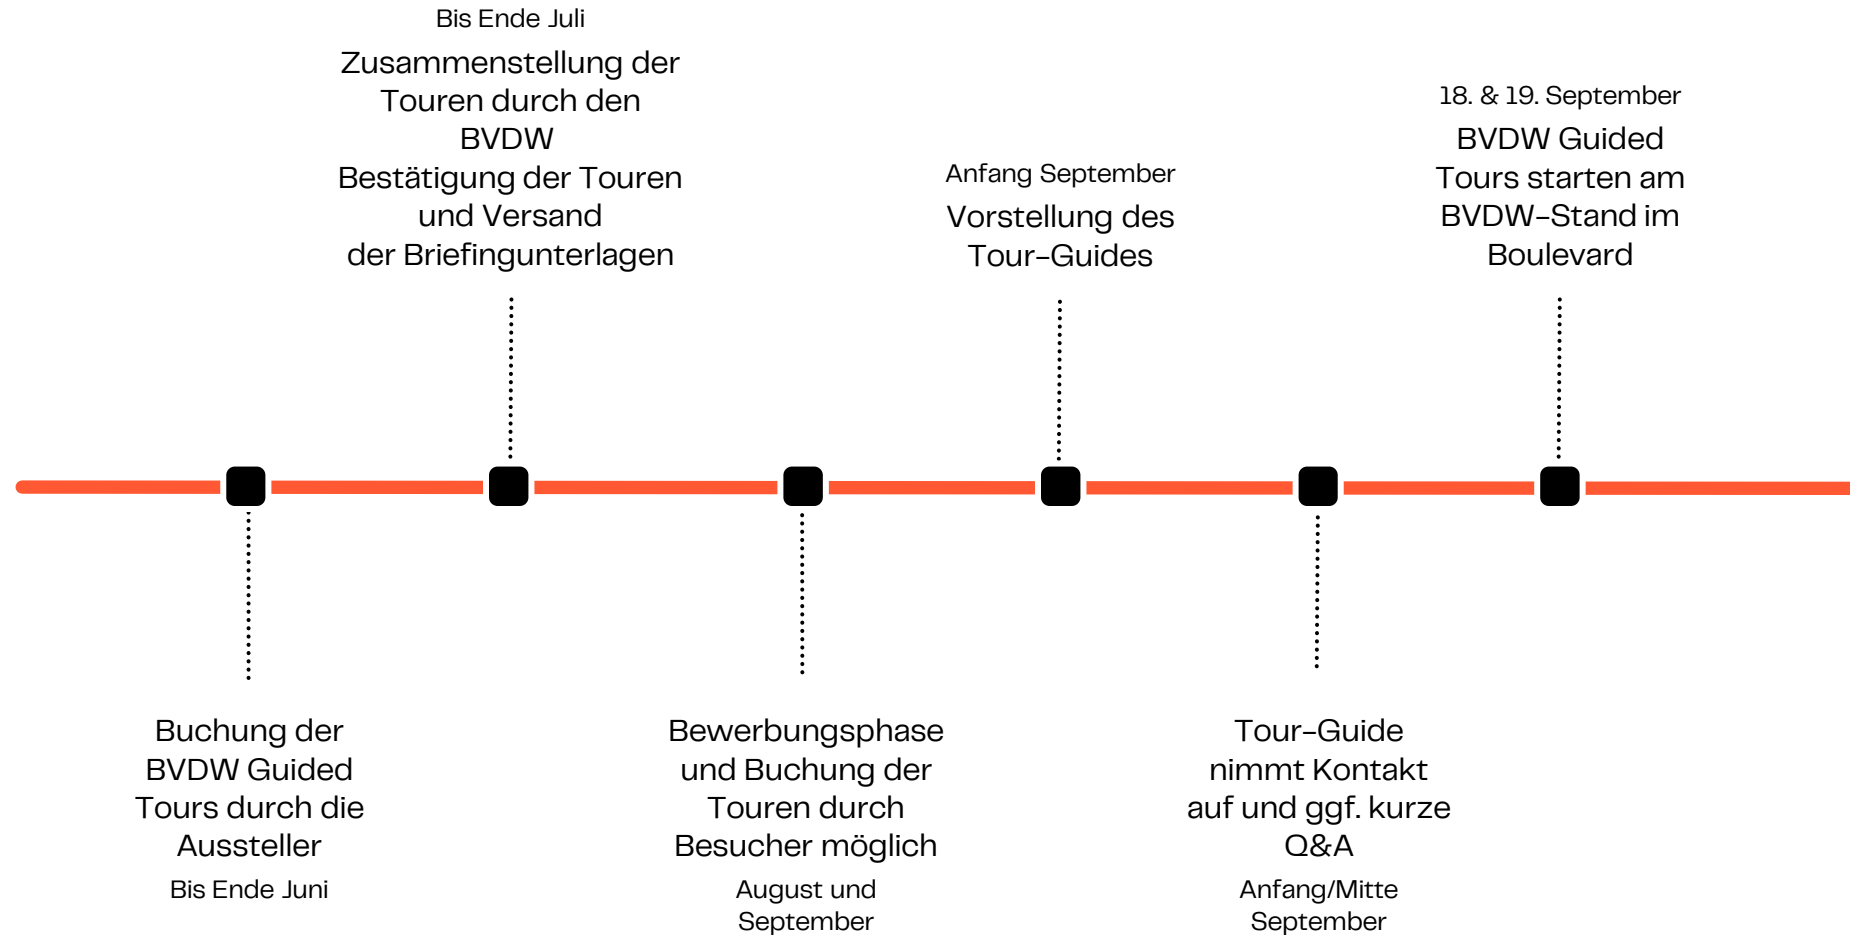 Bis Ende Juli
Zusammenstellung der
Touren durch den
BVDW
Bestätigung der Touren
und Versand
der Briefingunterlagen
Anfang September
Vorstellung des
Tour-Guides
18. & 19. September
BVDW Guided
Tours starten am
BVDW-Stand im
Boulevard
Buchung der
BVDW Guided
Tours durch die
Aussteller
Bis Ende Juni
Bewerbungsphase
und Buchung der
Touren durch
Besucher möglich
August und
September
Tour-Guide
nimmt Kontakt
auf und ggf. kurze
Q&A
Anfang/Mitte
September